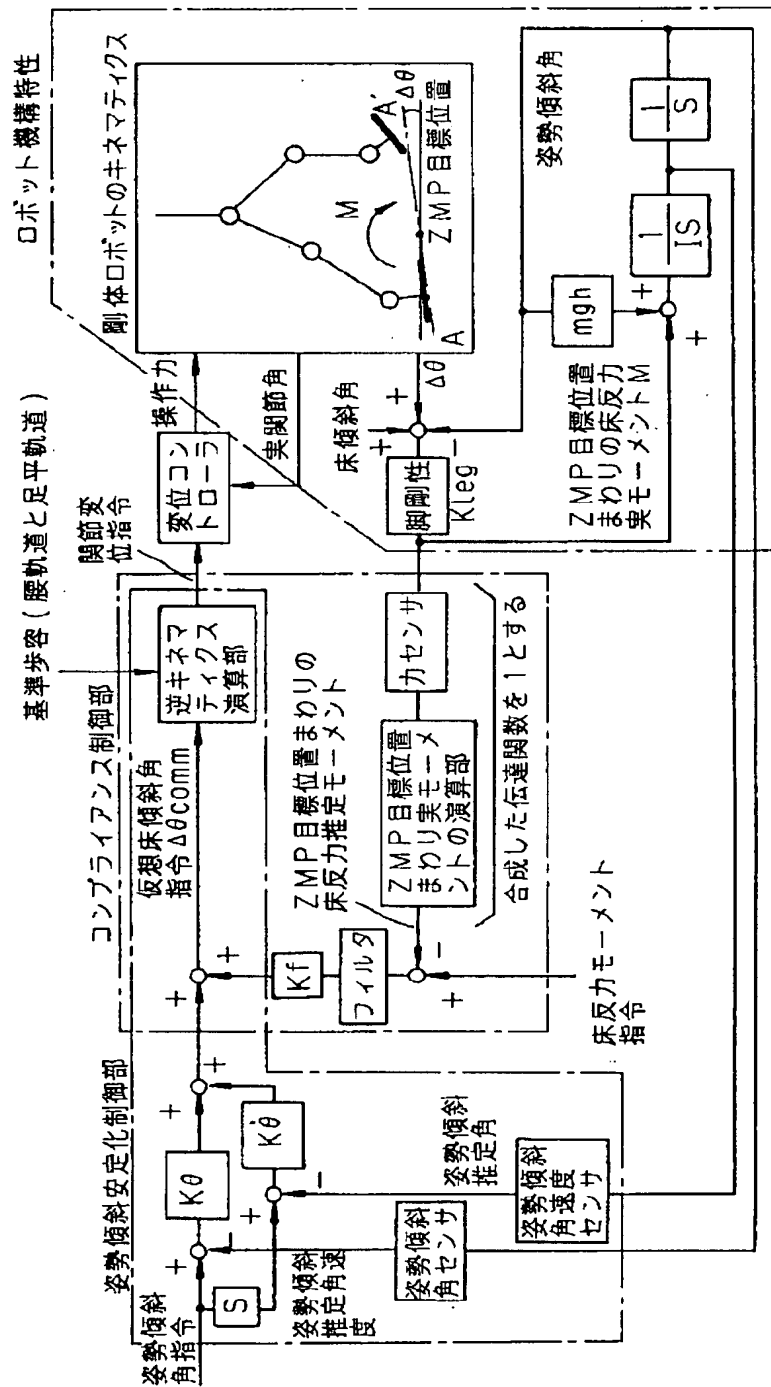 ロボット機構特性
剛体ロボットのキネマティクス
M
A
A'
Δθ
ZMP目標位置
基準歩容(腰軌道と足平軌道)
コンプライアンス制御部
姿勢傾斜安定化制御部
姿勢傾斜
角指令
+
-
Kθ
+
+
S
+
-
K̇θ
姿勢傾斜
推定角速
度
姿勢傾斜
推定角
姿勢傾斜
角センサ
姿勢傾斜
角速度
センサ
+
+
仮想床傾斜角
指令Δθcomm
逆キネマ
ティクス
演算部
関節変
位指令
変位コン
トローラ
操作力
実関節角
Kf
フィルタ
+
-
床反力モーメント
指令
ZMP目標位置まわりの
床反力推定モーメント
ZMP目標位置
まわり実モーメ
ントの演算部
力センサ
合成した伝達関数を1とする
脚剛性
Kleg
床傾斜角
+
+
-
Δθ
ZMP目標位置
まわりの床反力
実モーメントM
mgh
+
+
1
IS
1
S
姿勢傾斜角